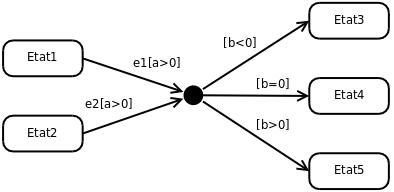 Etat1
Etat2
e1[a>0]
e2[a>0]
[b<0]
[b=0]
[b>0]
Etat3
Etat4
Etat5